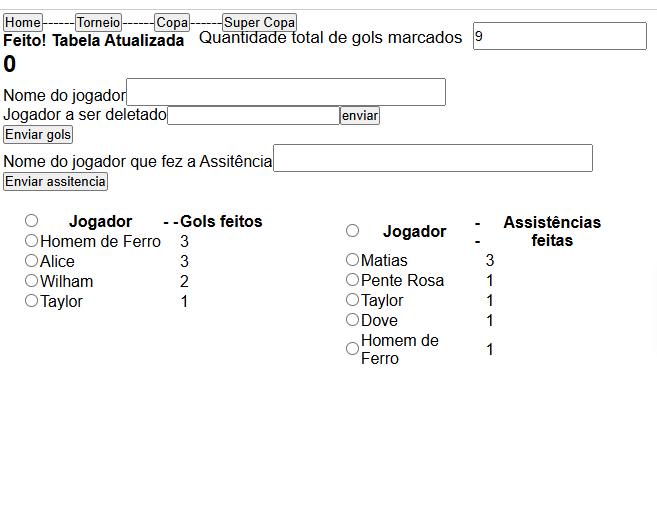 Home------Torneio------Copa------Super Copa
Feito! Tabela Atualizada Quantidade total de gols marcados 9
0
Nome do jogador
Jogador a ser deletado enviar
Enviar gols
Nome do jogador que fez a Assitência
Enviar assitencia
Jogador - - Gols feitos
Homem de Ferro 3
Alice 3
Wilham 2
Taylor 1
Jogador - - Assistências feitas
Matias 3
Pente Rosa 1
Taylor 1
Dove 1
Homem de Ferro 1